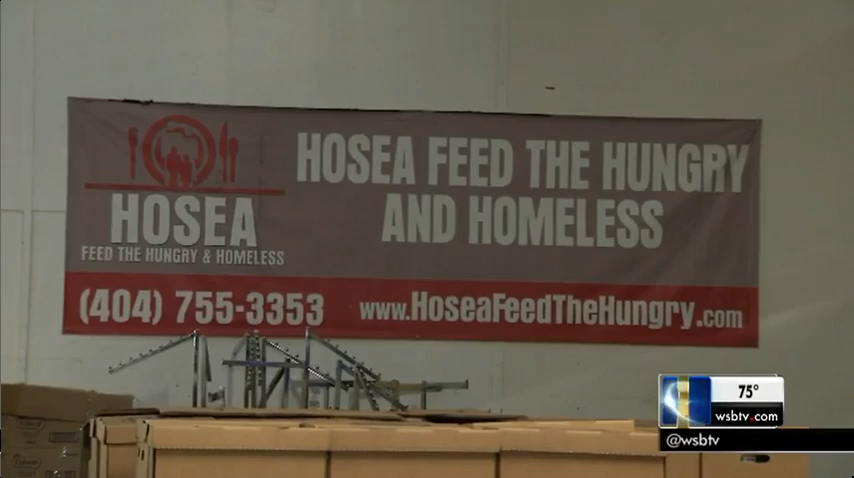 HOSEA FEED THE HUNGRY
AND HOMELESS
HOSEA
FEED THE HUNGRY & HOMELESS
(404) 755-3353
www.HoseaFeedTheHungry.com
75°
wsbtv.com
@wsbtv